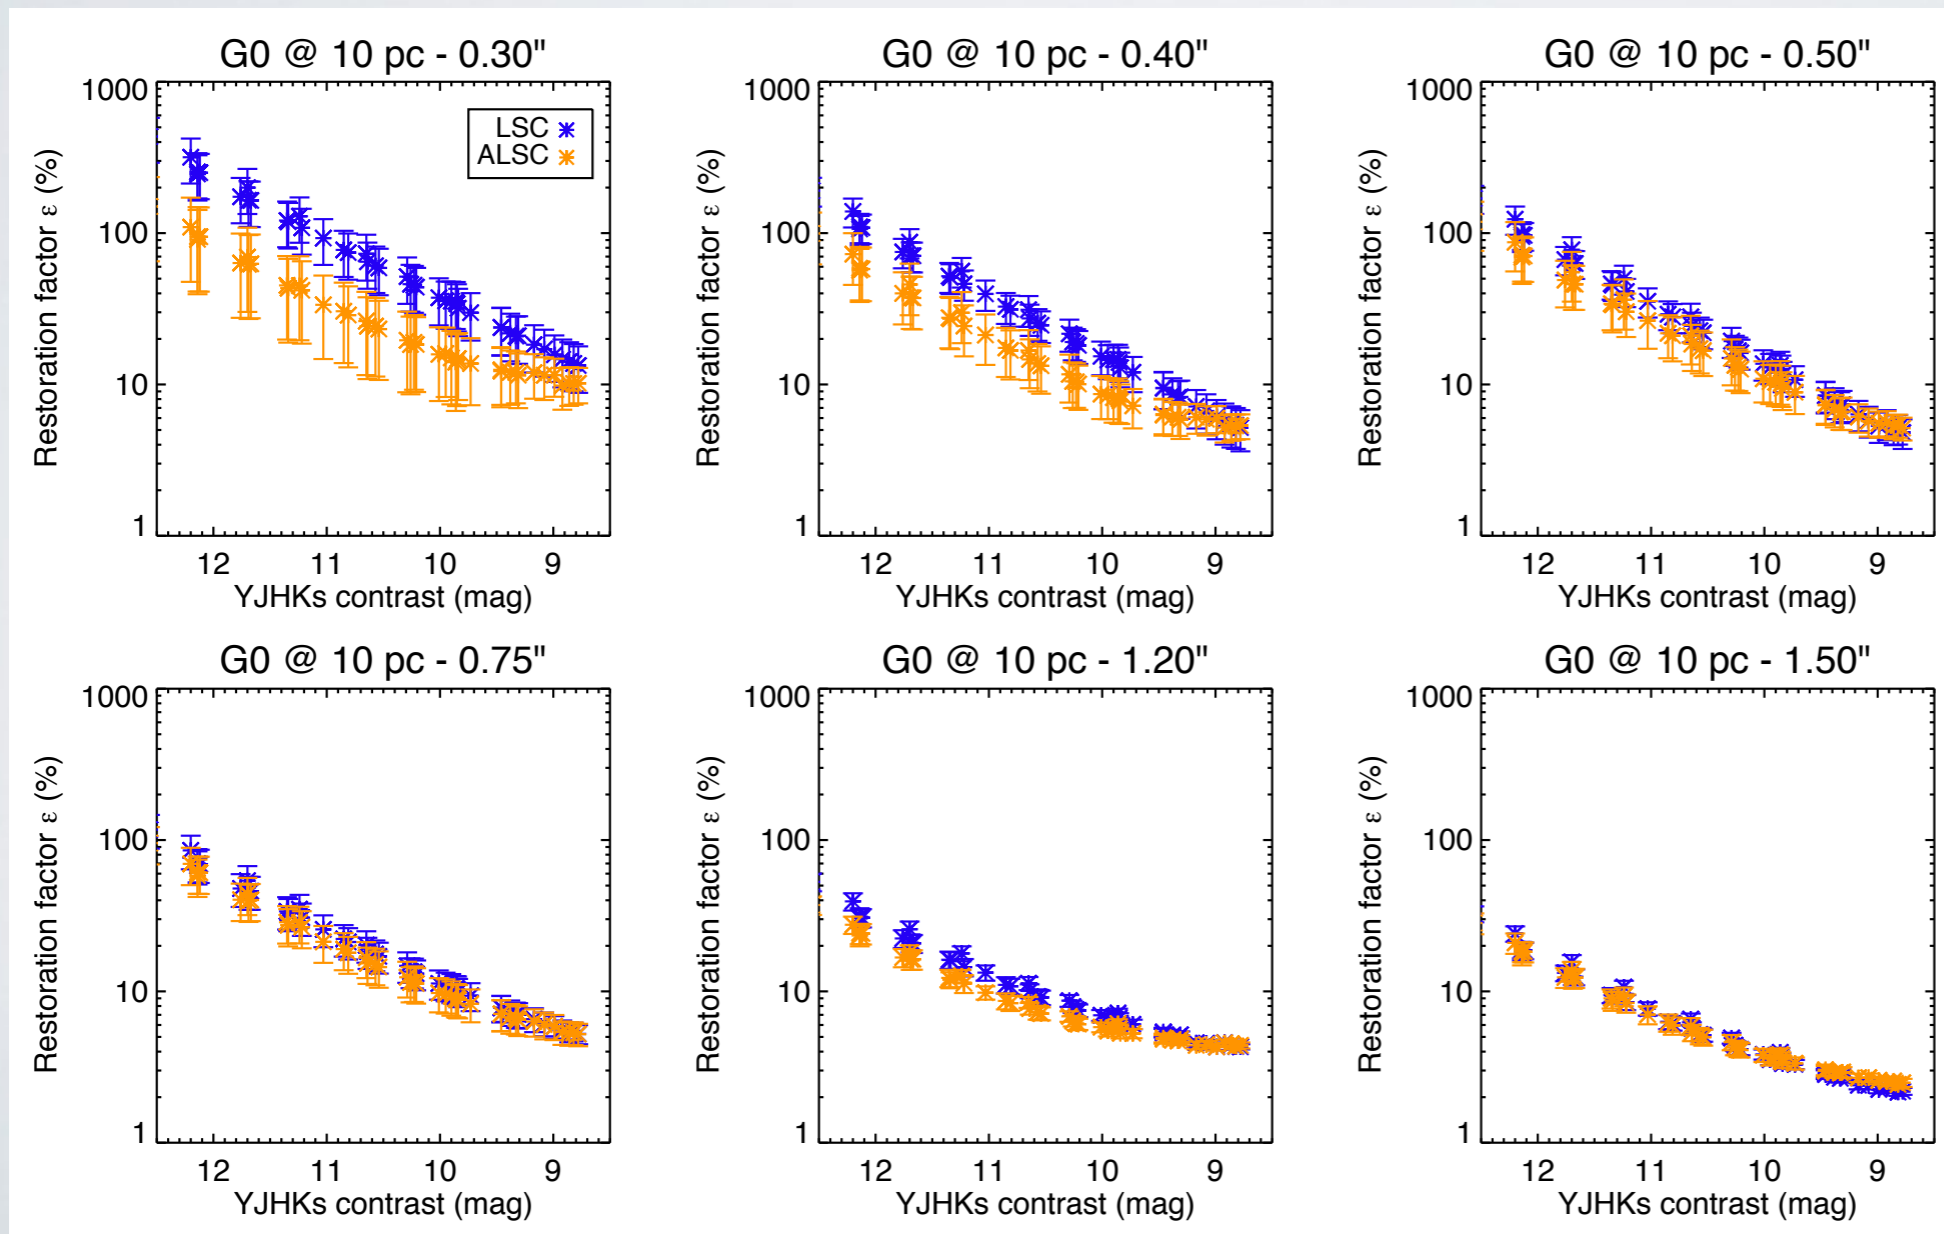 G0 @ 10 pc - 0.30"
1000
100
10
1
Restoration factor ε (%)
LSC
ALSC
12 11 10 9
YJHKs contrast (mag)
G0 @ 10 pc - 0.40"
1000
100
10
1
Restoration factor ε (%)
12 11 10 9
YJHKs contrast (mag)
G0 @ 10 pc - 0.50"
1000
100
10
1
Restoration factor ε (%)
12 11 10 9
YJHKs contrast (mag)
G0 @ 10 pc - 0.75"
1000
100
10
1
Restoration factor ε (%)
12 11 10 9
YJHKs contrast (mag)
G0 @ 10 pc - 1.20"
1000
100
10
1
Restoration factor ε (%)
12 11 10 9
YJHKs contrast (mag)
G0 @ 10 pc - 1.50"
1000
100
10
1
Restoration factor ε (%)
12 11 10 9
YJHKs contrast (mag)